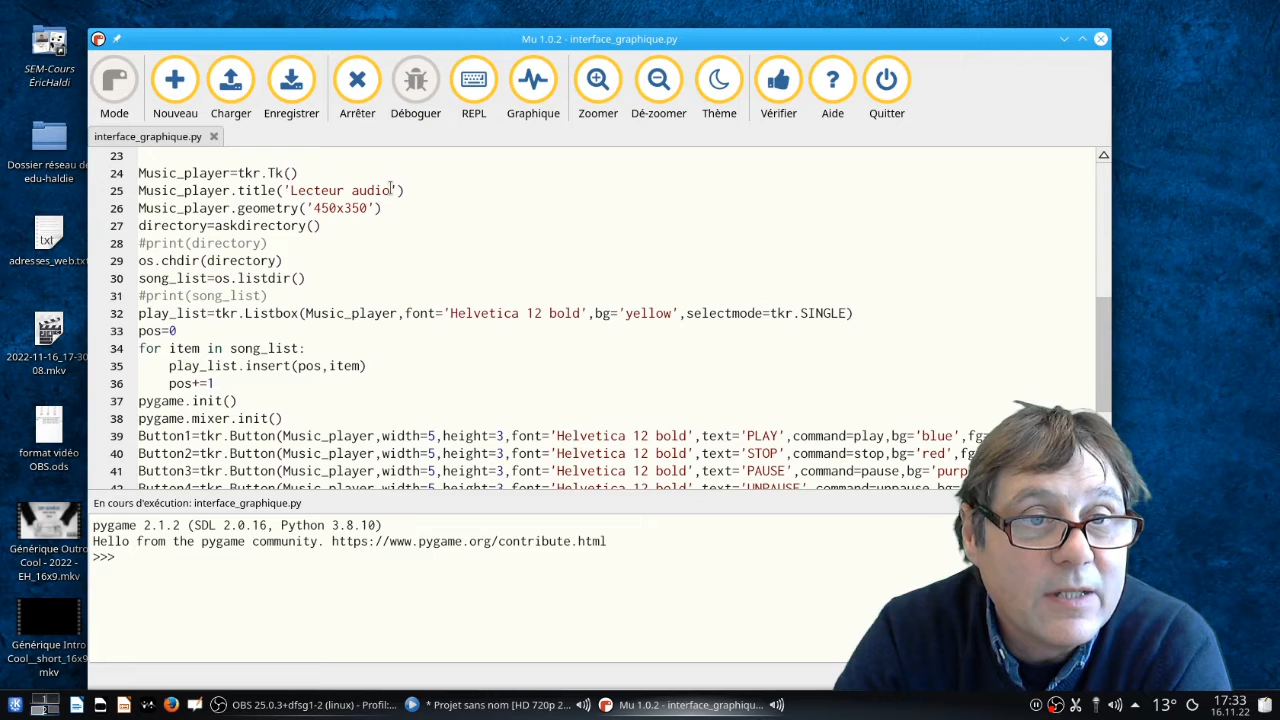 SEM-Cours
ÉricHaldi
Dossier réseau de
edu-haldie
txt
adresses_web.txt
2022-11-16_17-30
08.mkv
format vidéo
OBS.ods
Générique Outro
Cool - 2022 -
EH_16x9.mkv
Générique Intro
Cool__short_16x9
mkv
Mu 1.0.2 - interface_graphique.py
Mode
Nouveau
Charger
Enregistrer
Arrêter
Déboguer
REPL
Graphique
Zoomer
Dé-zoomer
Thème
Vérifier
Aide
Quitter
interface_graphique.py
23
24 Music_player=tkr.Tk()
25 Music_player.title('Lecteur audio')
26 Music_player.geometry('450x350')
27 directory=askdirectory()
28 #print(directory)
29 os.chdir(directory)
30 song_list=os.listdir()
31 #print(song_list)
32 play_list=tkr.Listbox(Music_player,font='Helvetica 12 bold',bg='yellow',selectmode=tkr.SINGLE)
33 pos=0
34 for item in song_list:
35 play_list.insert(pos,item)
36 pos+=1
37 pygame.init()
38 pygame.mixer.init()
39 Button1=tkr.Button(Music_player,width=5,height=3,font='Helvetica 12 bold',text='PLAY',command=play,bg='blue',fg=
40 Button2=tkr.Button(Music_player,width=5,height=3,font='Helvetica 12 bold',text='STOP',command=stop,bg='red',fg
41 Button3=tkr.Button(Music_player,width=5,height=3,font='Helvetica 12 bold',text='PAUSE',command=pause,bg='purp
42 Button4=tkr.Button(Music_player,width=5,height=3,font='Helvetica 12 bold',text='UNPAUSE',command=unpause,bg=
En cours d'exécution: interface_graphique.py
pygame 2.1.2 (SDL 2.0.16, Python 3.8.10)
Hello from the pygame community. https://www.pygame.org/contribute.html
>>>
1
OBS 25.0.3+dfsg1-2 (linux) - Profil:...
* Projet sans nom [HD 720p 2...
Mu 1.0.2 - interface_graphiqu...
13°
17:33
16.11.22